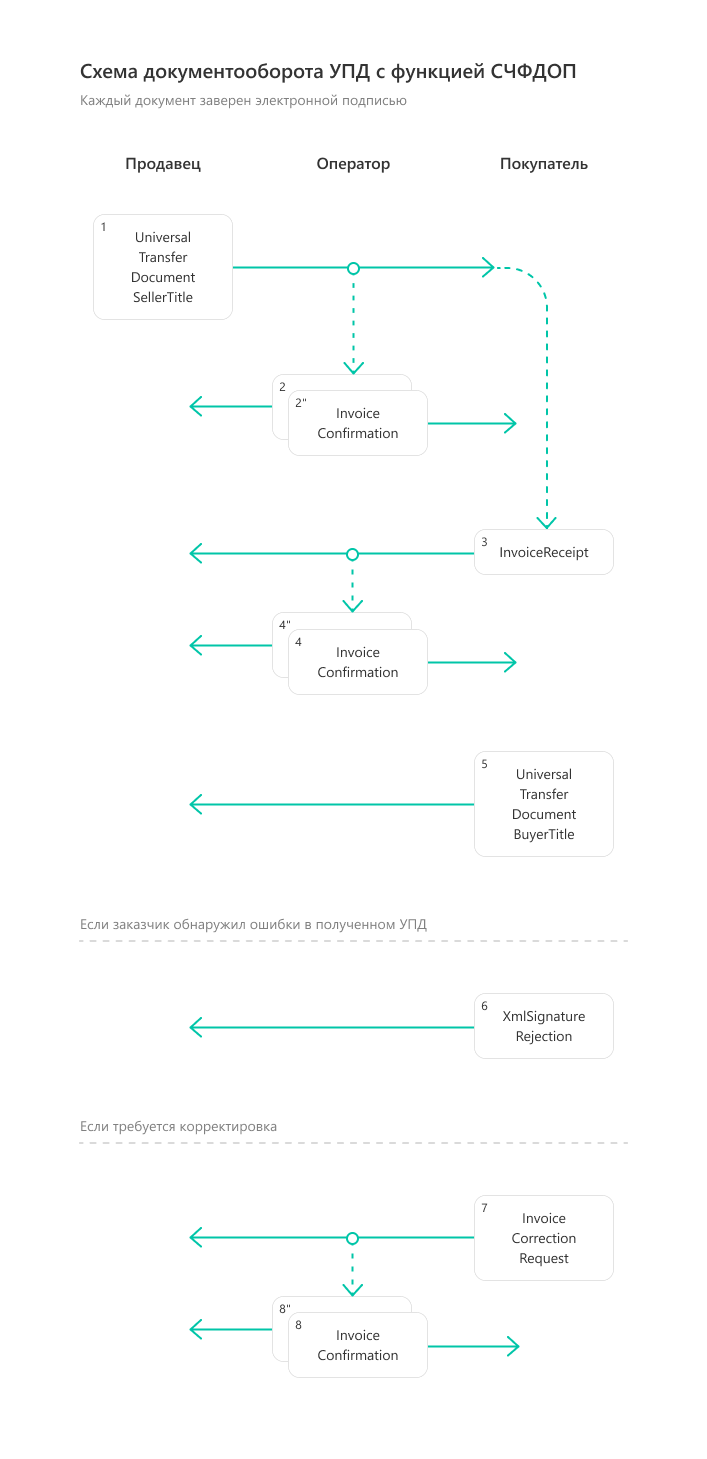 Схема документооборота УПД с функцией СЧФДОП
Каждый документ заверен электронной подписью
Продавец
Оператор
Покупатель
1
Universal
Transfer
Document
SellerTitle
2
2"
Invoice
Confirmation
3
InvoiceReceipt
4"
4
Invoice
Confirmation
5
Universal
Transfer
Document
BuyerTitle
Если заказчик обнаружил ошибки в полученном УПД
6
XmlSignature
Rejection
Если требуется корректировка
7
Invoice
Correction
Request
8"
8
Invoice
Confirmation